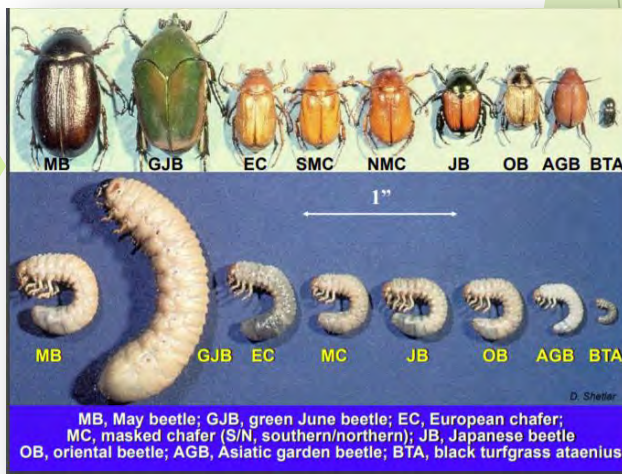 MB GJB EC SMC NMC JB OB AGB BTA
1”
MB GJB EC MC JB OB AGB BTA
D. Shetlar
MB, May beetle; GJB, green June beetle; EC, European chafer;
MC, masked chafer (S/N, southern/northern); JB, Japanese beetle
OB, oriental beetle; AGB, Asiatic garden beetle; BTA, black turfgrass ataenius